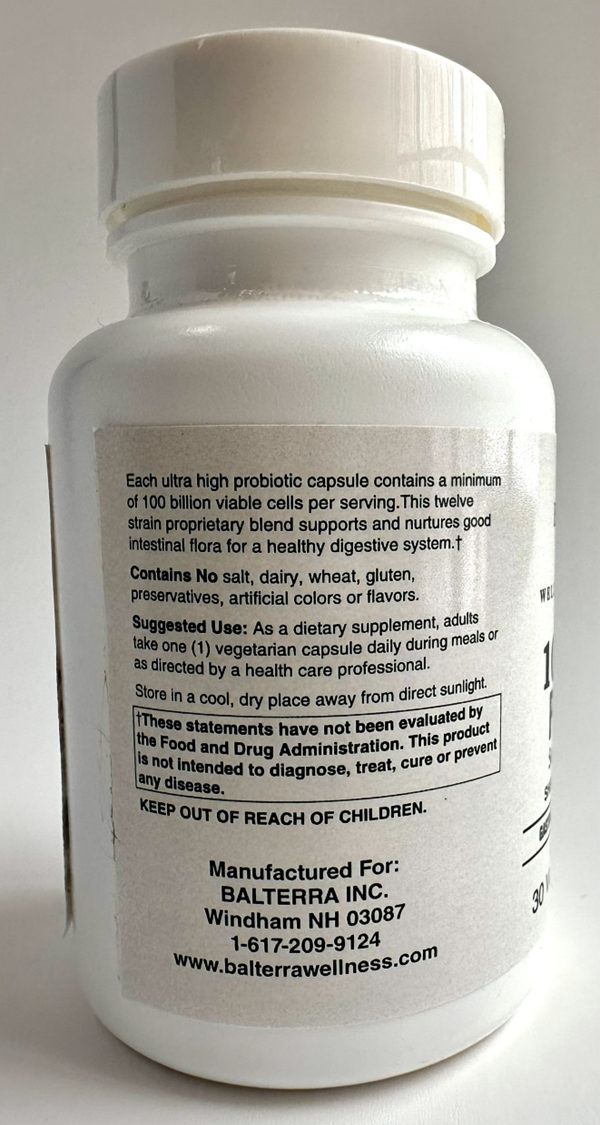 Each ultra high probiotic capsule contains a minimum
of 100 billion viable cells per serving.This twelve
strain proprietary blend supports and nurtures good
intestinal flora for a healthy digestive system.†
Contains No salt, dairy, wheat, gluten,
preservatives, artificial colors or flavors.
Suggested Use: As a dietary supplement, adults
take one (1) vegetarian capsule daily during meals or
as directed by a health care professional.
Store in a cool, dry place away from direct sunlight.
†These statements have not been evaluated by
the Food and Drug Administration. This product
is not intended to diagnose, treat, cure or prevent
any disease.
KEEP OUT OF REACH OF CHILDREN.
Manufactured For:
BALTERRA INC.
Windham NH 03087
1-617-209-9124
www.balterrawellness.com
30